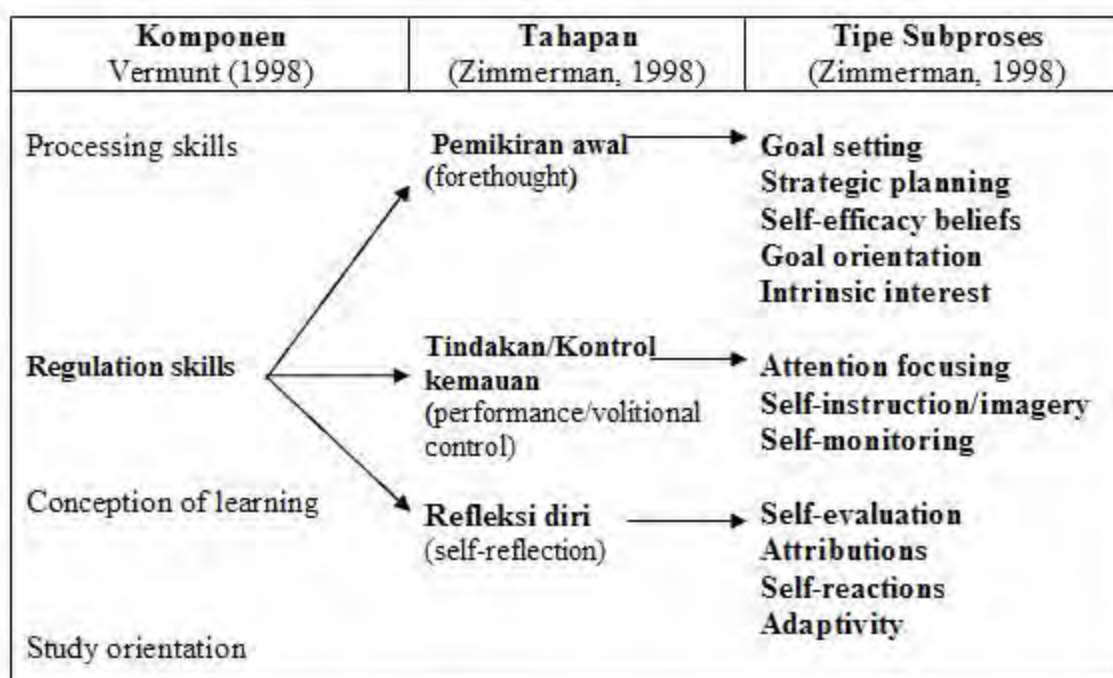 Komponen
Vermunt (1998)
Tahapan
(Zimmerman, 1998)
Tipe Subproses
(Zimmerman, 1998)
Processing skills
Regulation skills
Conception of learning
Study orientation
Pemikiran awal
(forethought)
Tindakan/Kontrol
kemauan
(performance/volitional
control)
Refleksi diri
(self-reflection)
Goal setting
Strategic planning
Self-efficacy beliefs
Goal orientation
Intrinsic interest
Attention focusing
Self-instruction/imagery
Self-monitoring
Self-evaluation
Attributions
Self-reactions
Adaptivity